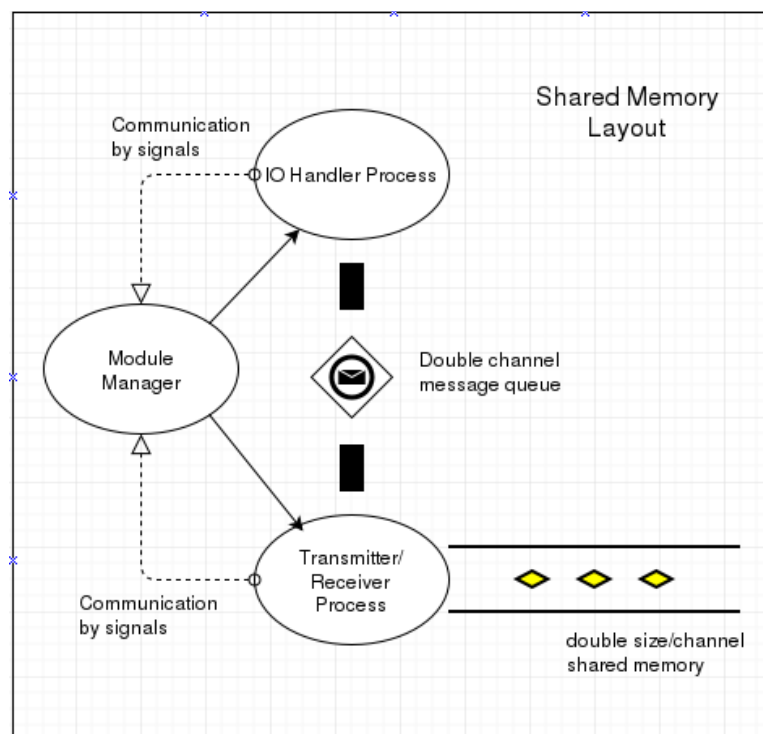 Shared Memory
Layout
Communication
by signals
IO Handler Process
Module
Manager
Double channel
message queue
Transmitter/
Receiver
Process
Communication
by signals
double size/channel
shared memory